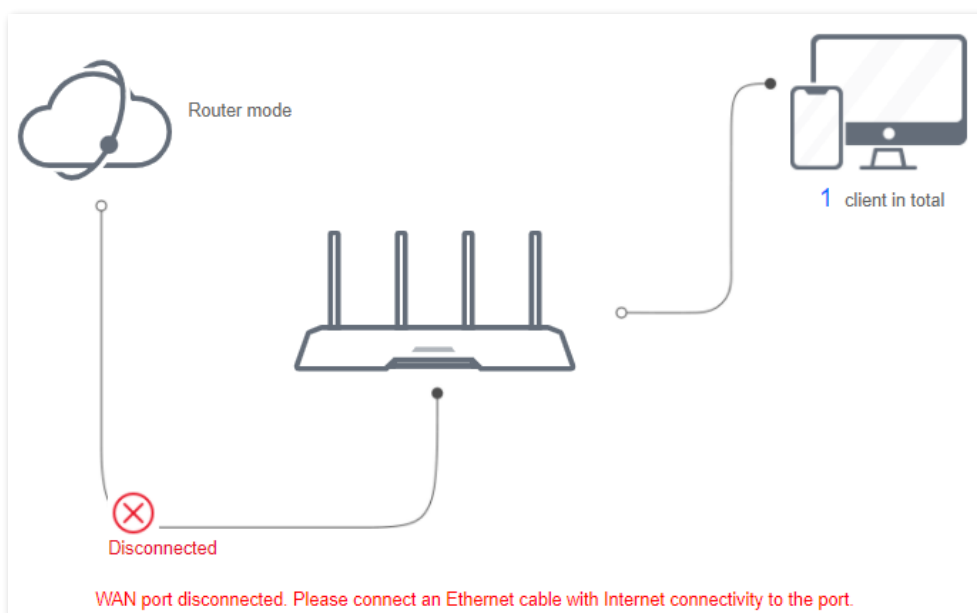 Router mode
1 client in total
Disconnected
WAN port disconnected. Please connect an Ethernet cable with Internet connectivity to the port.